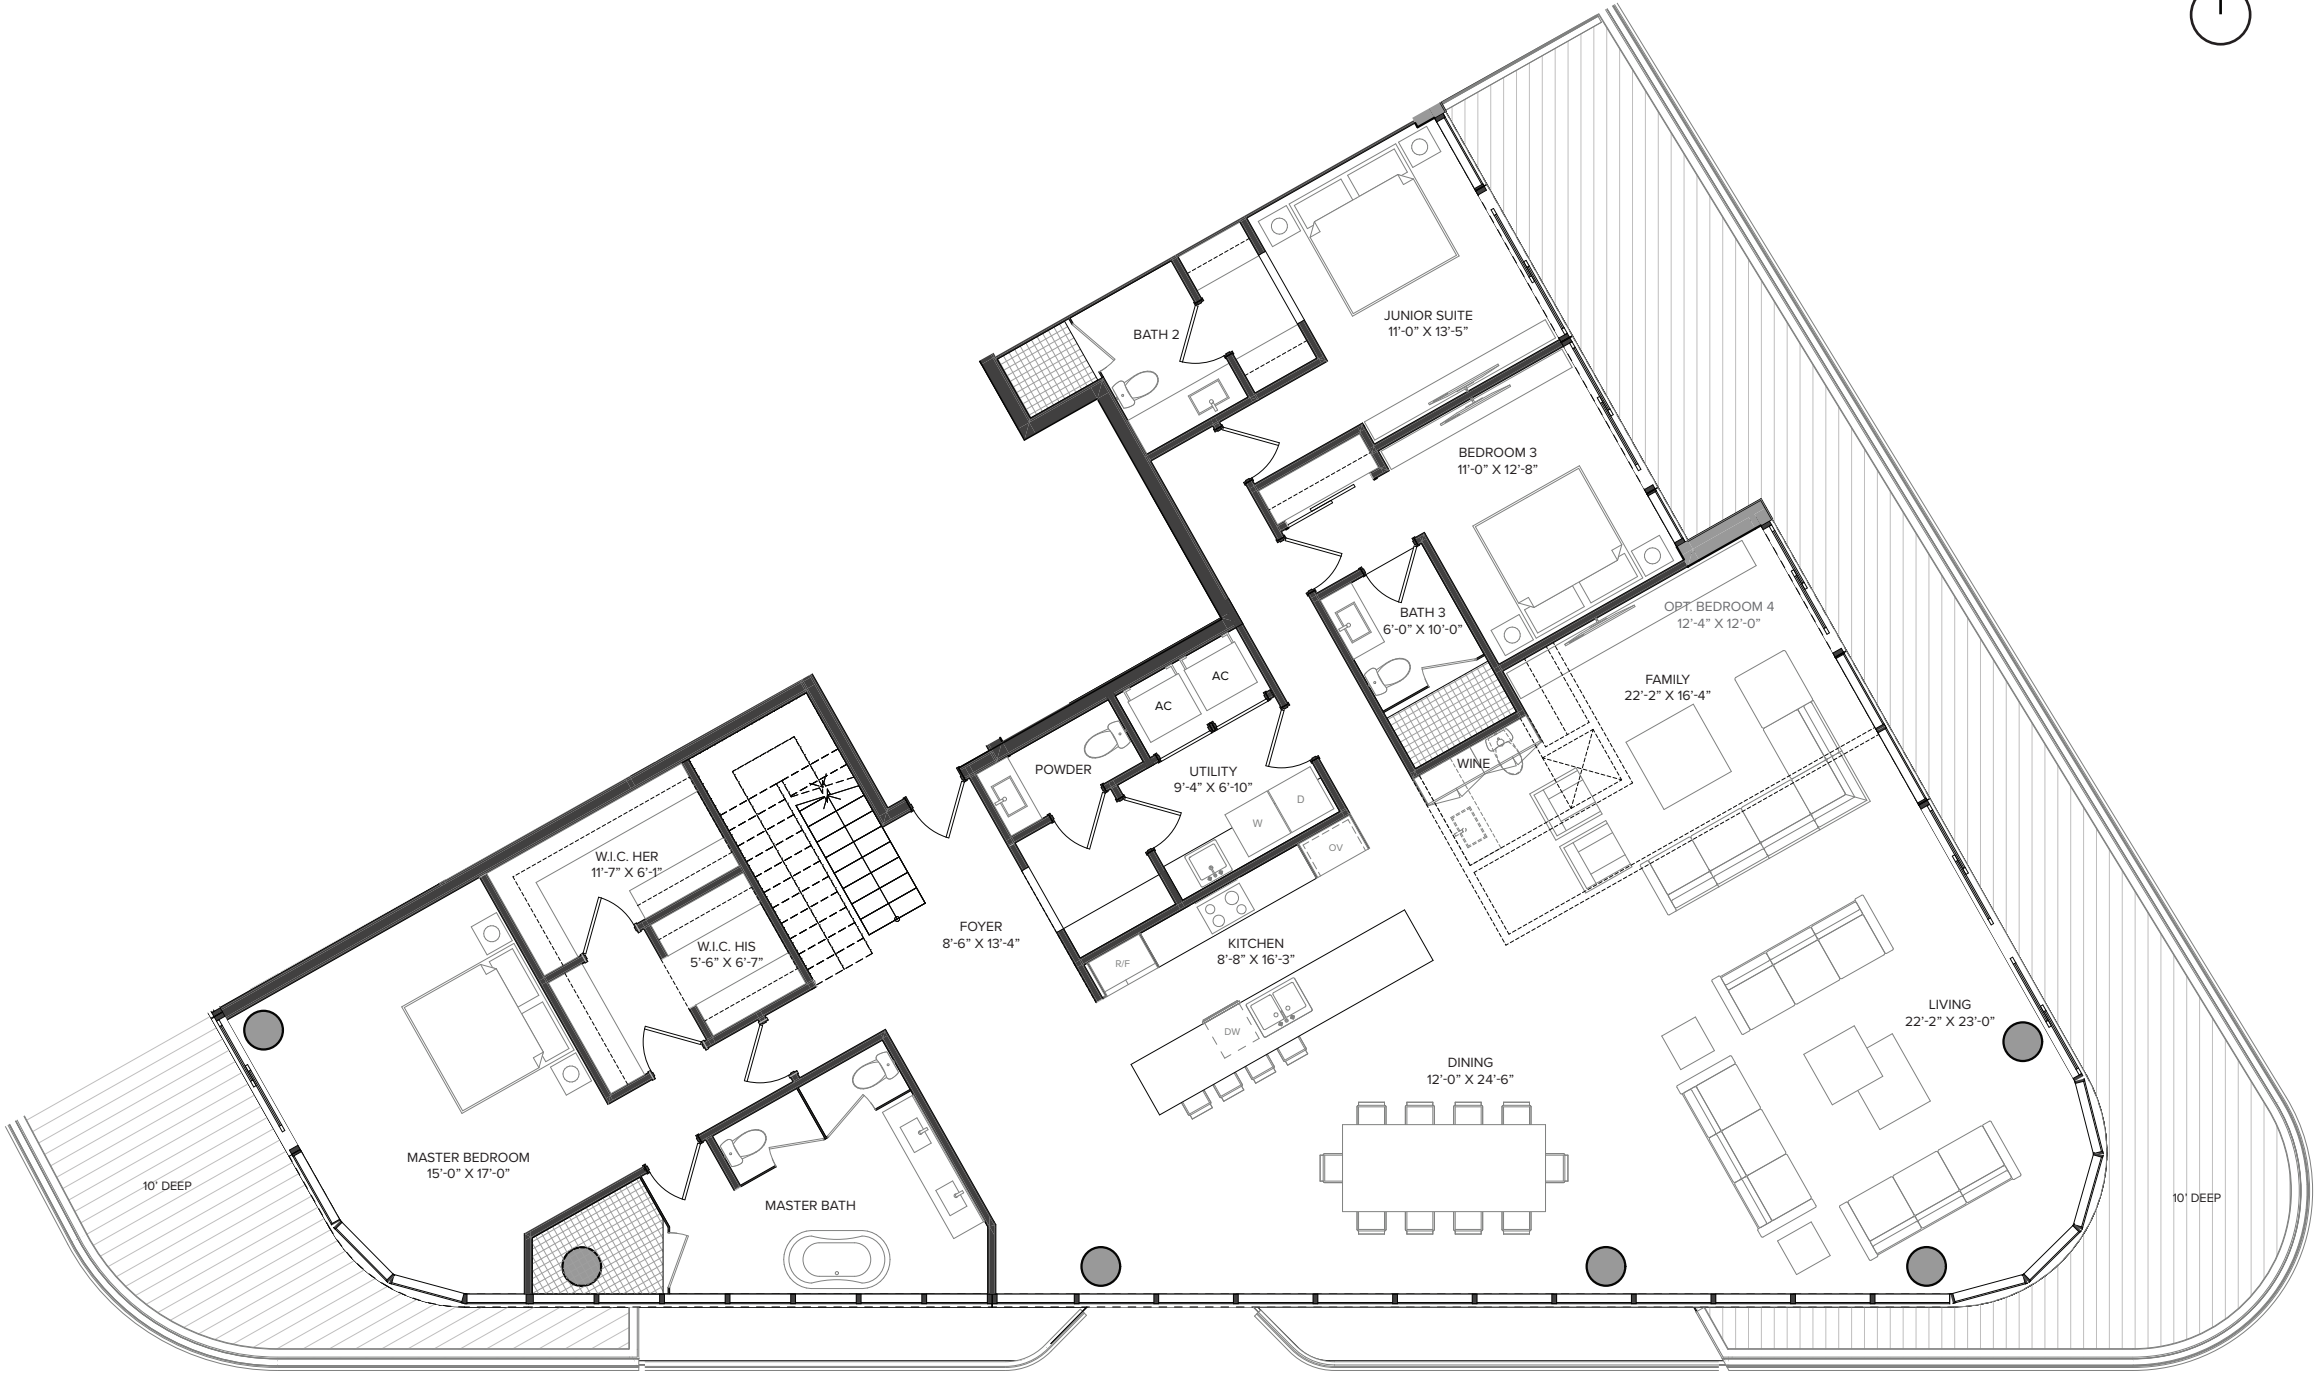 BATH 2
JUNIOR SUITE
11'-0" X 13'-5"
BEDROOM 3
11'-0" X 12'-8"
BATH 3
6'-0" X 10'-0"
OPT. BEDROOM 4
12'-4" X 12'-0"
FAMILY
22'-2" X 16'-4"
AC
AC
POWDER
UTILITY
9'-4" X 6'-10"
WINE
D
W
OV
W.I.C. HER
11'-7" X 6'-1"
W.I.C. HIS
5'-6" X 6'-7"
FOYER
8'-6" X 13'-4"
R/F
KITCHEN
8'-8" X 16'-3"
DW
LIVING
22'-2" X 23'-0"
DINING
12'-0" X 24'-6"
MASTER BEDROOM
15'-0" X 17'-0"
10' DEEP
MASTER BATH
10' DEEP